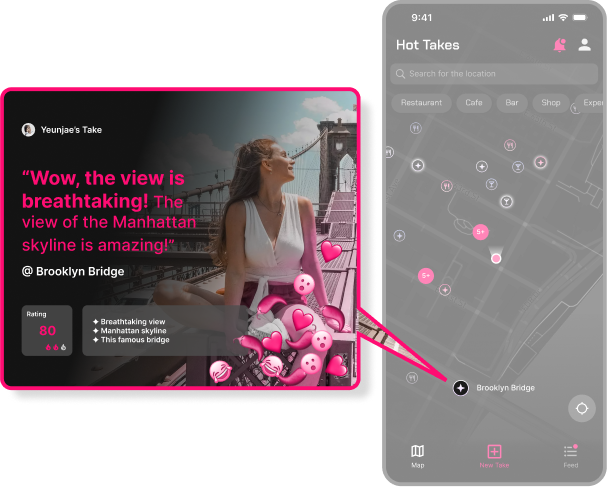 Yeunjae's Take
“Wow, the view is
breathtaking! The
view of the Manhattan
skyline is amazing!”
@ Brooklyn Bridge
Rating
80
Breathtaking view
Manhattan skyline
This famous bridge
9:41
Hot Takes
Search for the location
Restaurant
Cafe
Bar
Shop
Exper
5+
5+
Brooklyn Bridge
Map
New Take
Feed